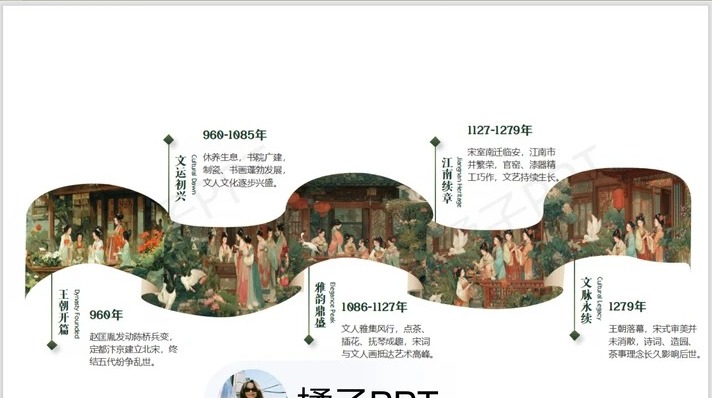 960-1085年
文运初兴
Cultural Dawn
休养生息，书院广建，
制瓷、书画蓬勃发展，
文人文化逐步兴盛。
1127-1279年
江南续章
Jiangnan Heritage
宋室南迁临安，江南市
井繁荣，官窑、漆器精
工巧作，文艺持续生长。
王朝开篇
Dynasty Founded
960年
赵匡胤发动陈桥兵变，
定都汴京建立北宋，终
结五代纷争乱世。
雅韵鼎盛
Elegance Peak
1086-1127年
文人雅集风行，点茶、
插花、抚琴成趣，宋词
与文人画抵达艺术高峰。
文脉永续
Cultural Legacy
1279年
王朝落幕，宋式审美并
未消散，诗词、造园、
茶事理念长久影响后世。
橘子PPT